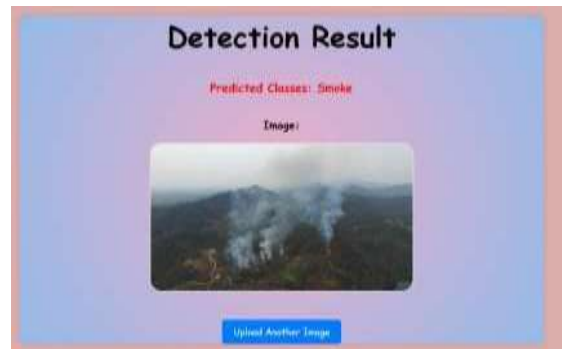 Detection Result
Predicted Classes: Smoke
Image:
Upload Another Image